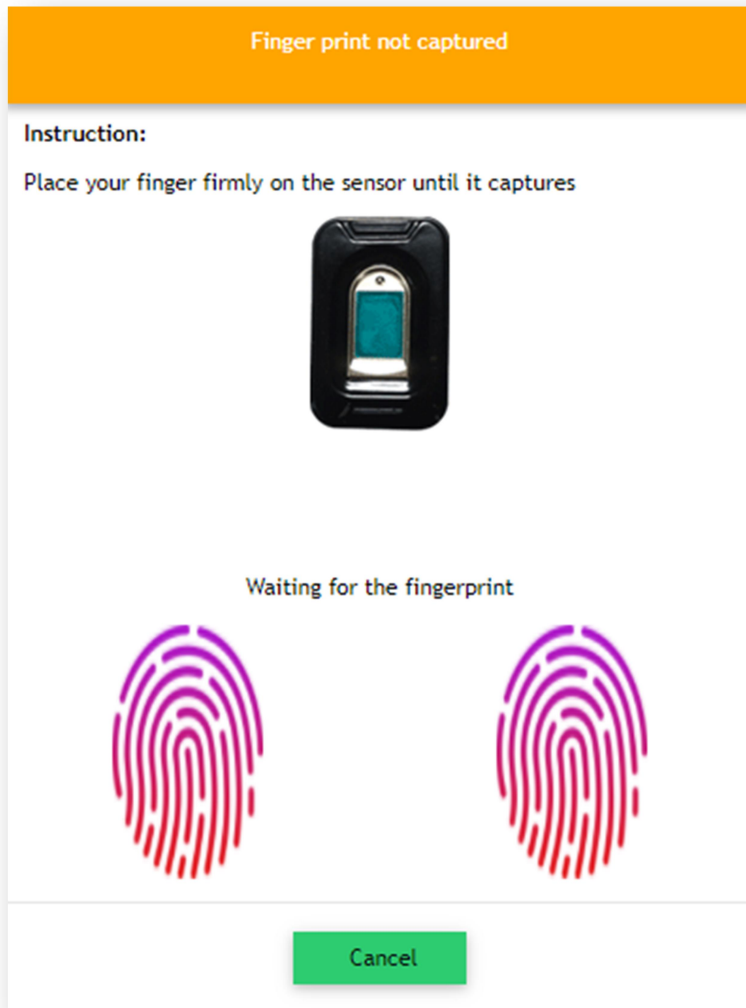 Finger print not captured
Instruction:
Place your finger firmly on the sensor until it captures
Waiting for the fingerprint
Cancel